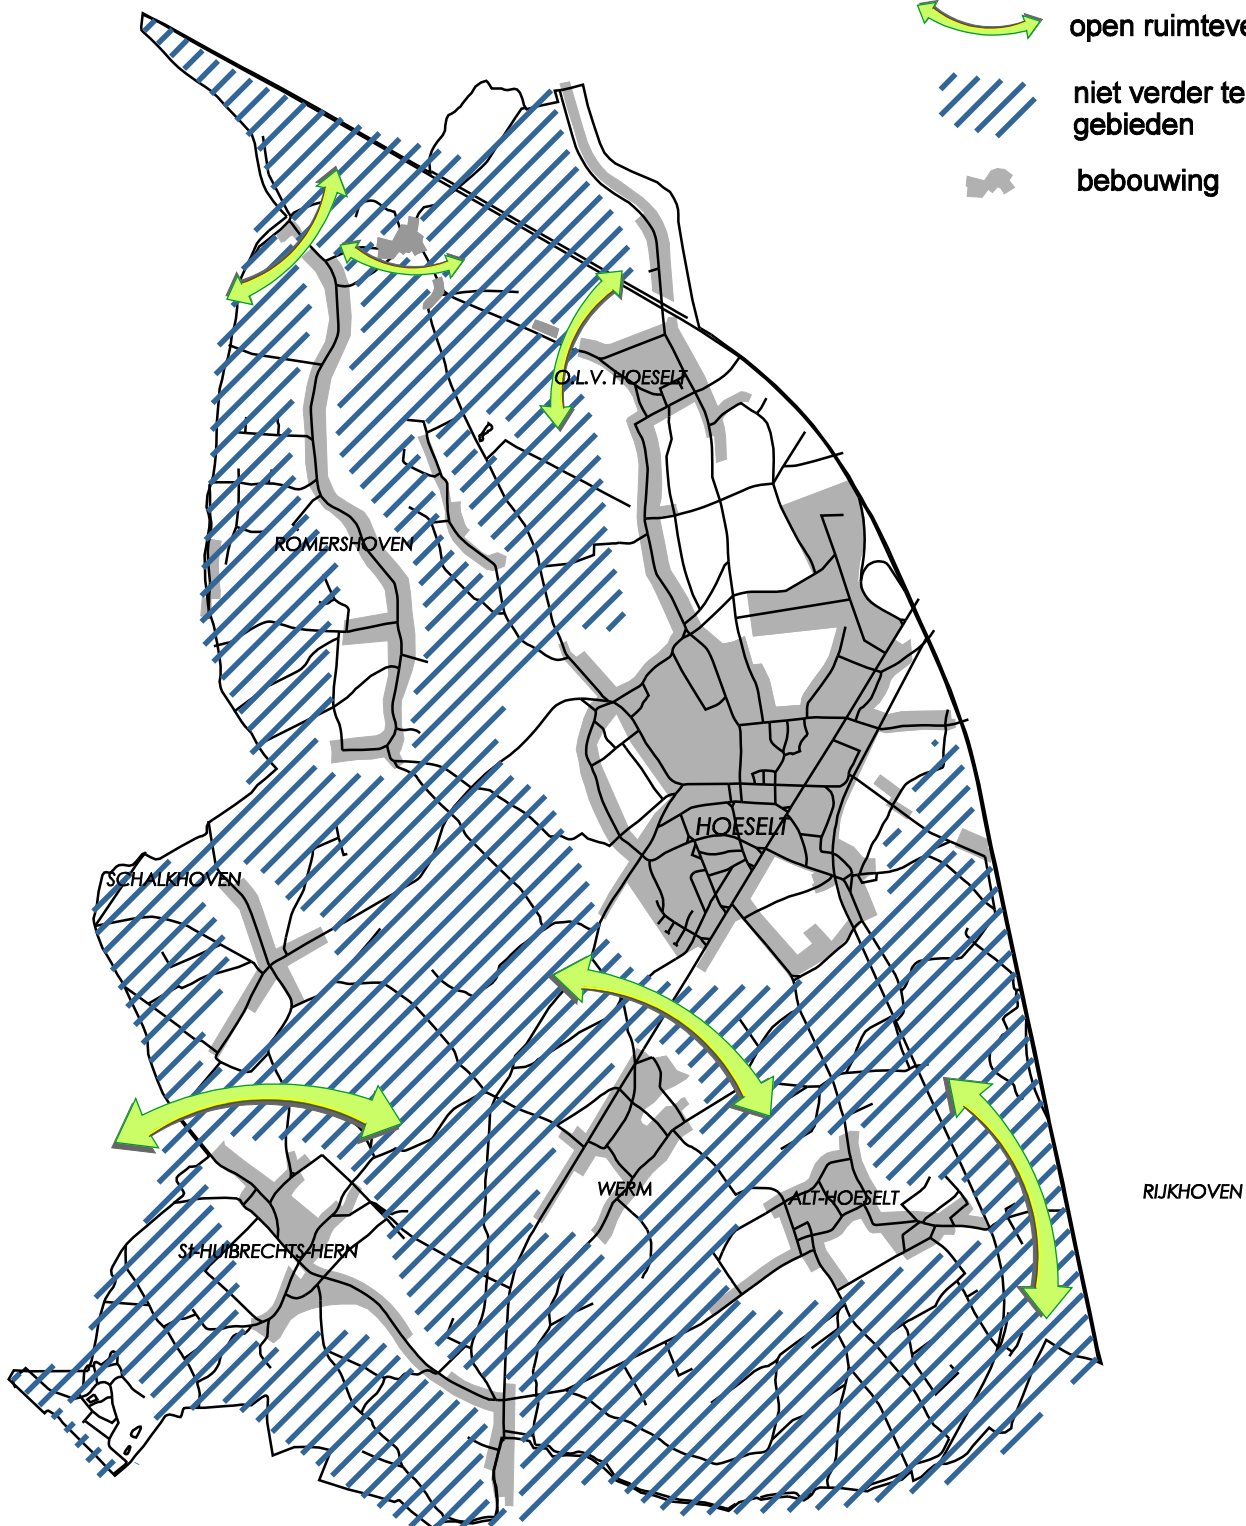 open ruimteve
niet verder te
gebieden
bebouwing
O.L.V. HOESELT
ROMERSHOVEN
HOESELT
SCHALKHOVEN
WERM
ALT-HOESELT
RIJKHOVEN
St-HUIBRECHTS-HERN